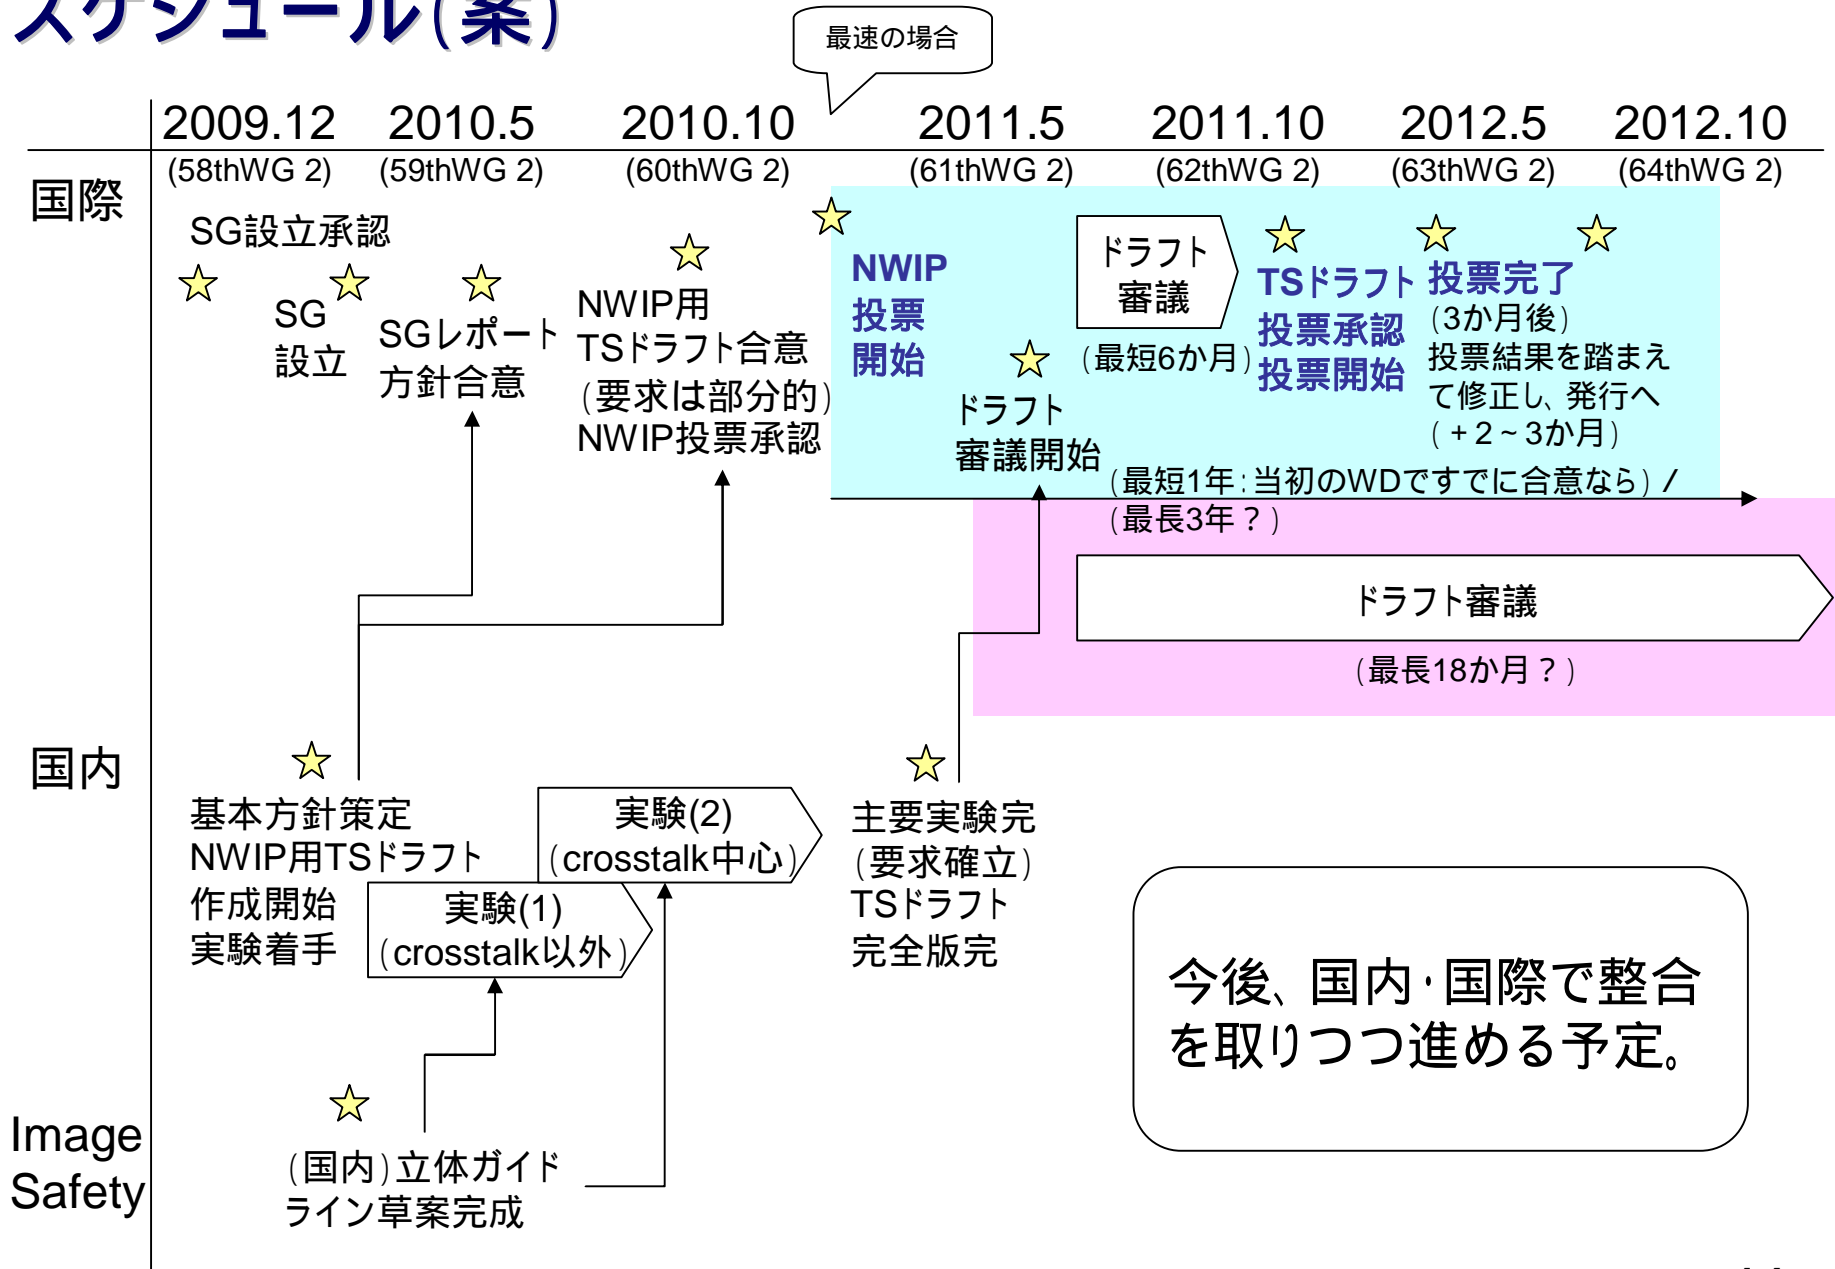 スケジュール(案)
最速の場合
2009.12 2010.5 2010.10 2011.5 2011.10 2012.5 2012.10
(58thWG 2) (59thWG 2) (60thWG 2) (61thWG 2) (62thWG 2) (63thWG 2) (64thWG 2)
国際
SG設立承認
SG
設立
SGレポート
方針合意
NWIP用
TSドラフト合意
(要求は部分的)
NWIP投票承認
NWIP
投票
開始
ドラフト
審議開始
ドラフト
審議
(最短6か月)
TSドラフト
投票承認
投票開始
投票完了
(3か月後)
投票結果を踏まえ
て修正し、発行へ
(+2~3か月)
(最短1年:当初のWDですでに合意なら) /
(最長3年?)
ドラフト審議
(最長18か月?)
国内
基本方針策定
NWIP用TSドラフト
作成開始
実験着手
実験(1)
(crosstalk以外)
実験(2)
(crosstalk中心)
主要実験完
(要求確立)
TSドラフト
完全版完
今後、国内・国際で整合
を取りつつ進める予定。
Image
Safety
(国内)立体ガイド
ライン草案完成